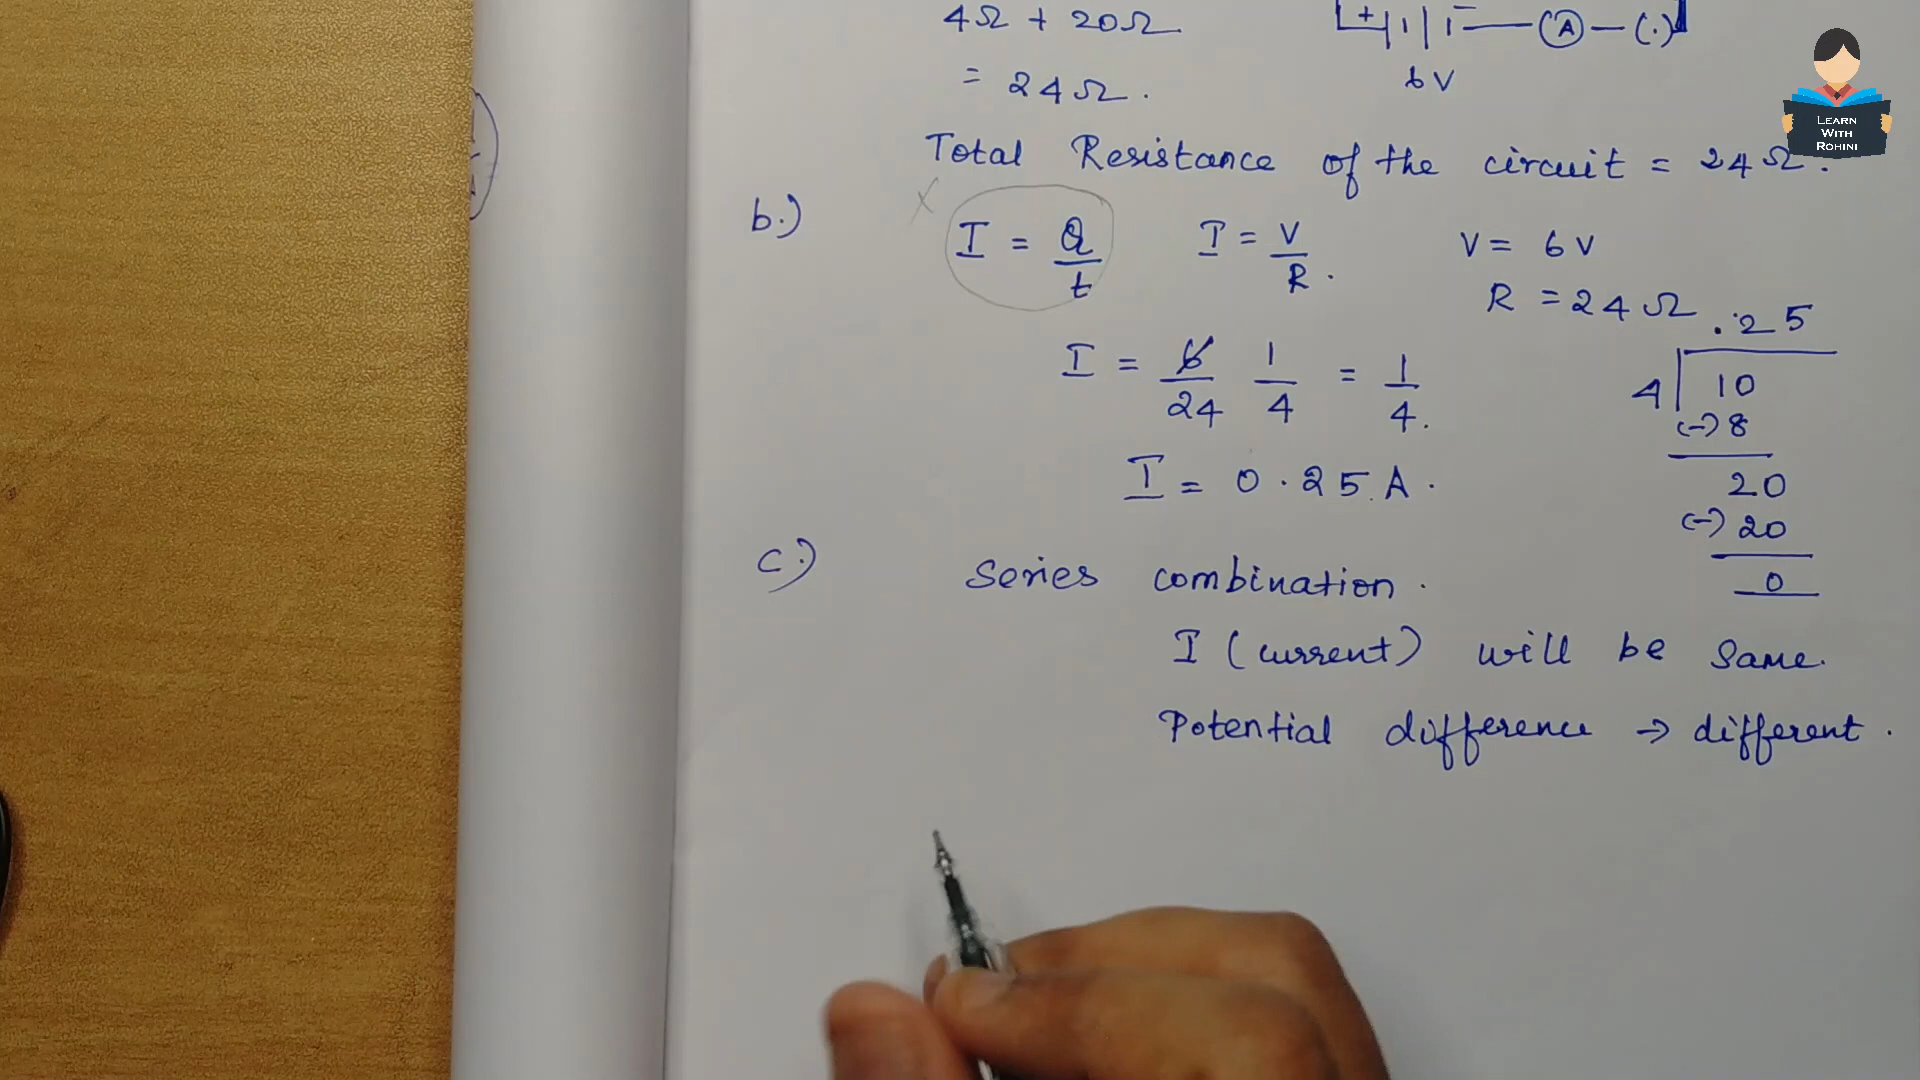 4Ω + 20Ω
= 24Ω.
+
A
6V
LEARN
WITH
ROHINI
Total Resistance of the circuit = 24Ω.
b.)
x
I = Q/t
I = V/R.
V = 6V
R = 24Ω
I = 6/24 1/4 = 1/4.
I = 0.25 A.
.25
4 10
(-) 8
20
(-) 20
0
c.)
Series combination.
I (current) will be same.
Potential difference → different.